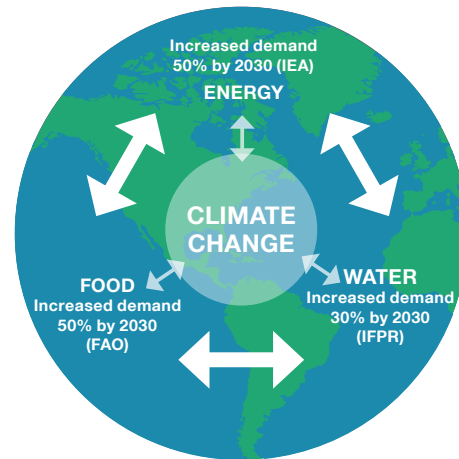 Increased demand
50% by 2030 (IEA)
ENERGY
CLIMATE
CHANGE
FOOD
Increased demand
50% by 2030
(FAO)
WATER
Increased demand
30% by 2030
(IFPR)